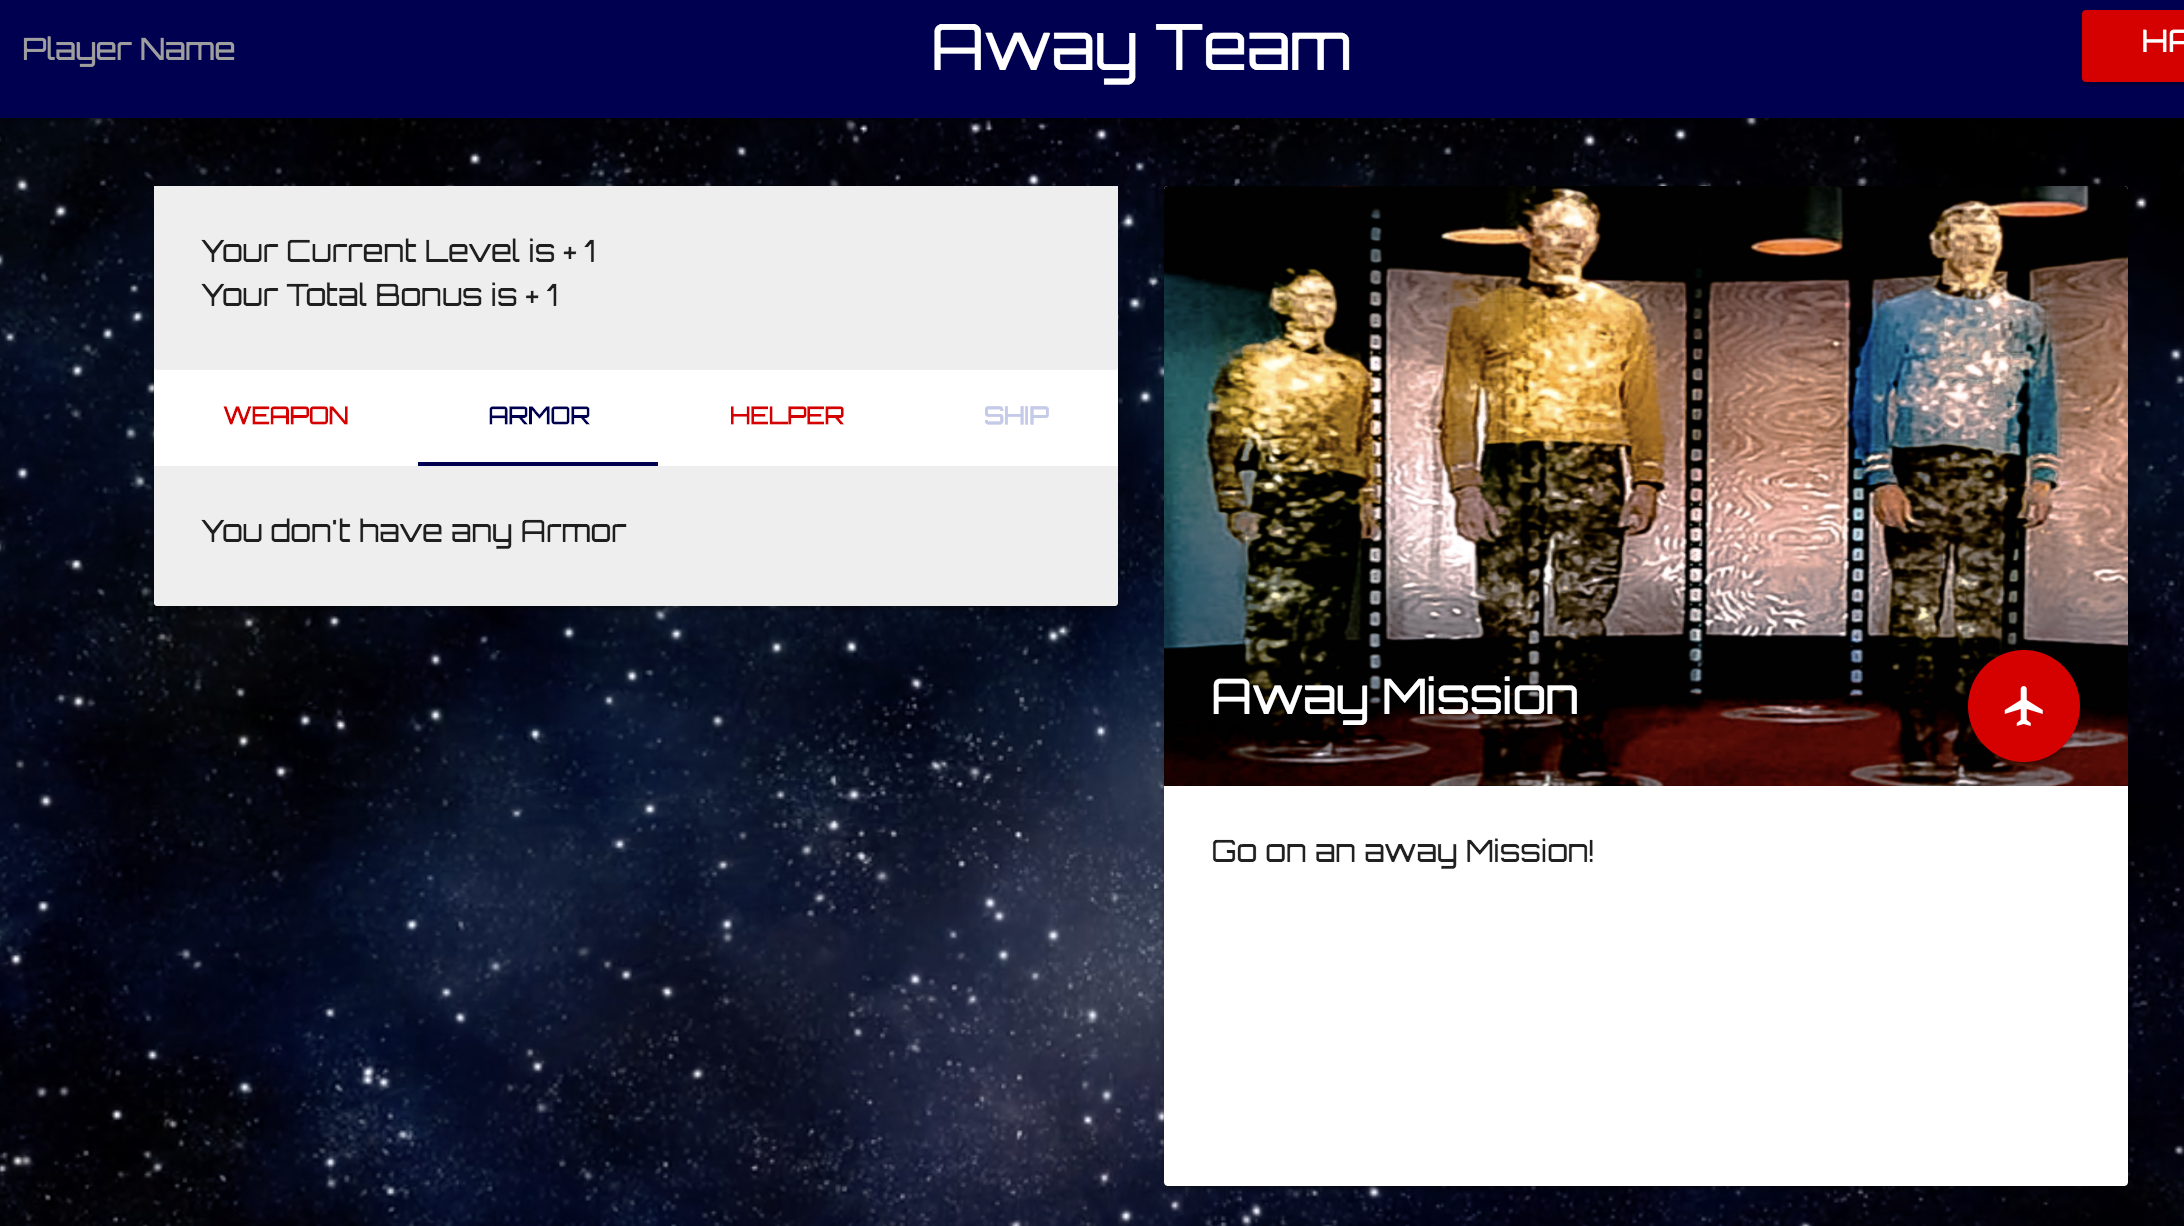 Player Name
Away Team
Your Current Level is + 1
Your Total Bonus is + 1
WEAPON
ARMOR
HELPER
SHIP
You don't have any Armor
Away Mission
Go on an away Mission!